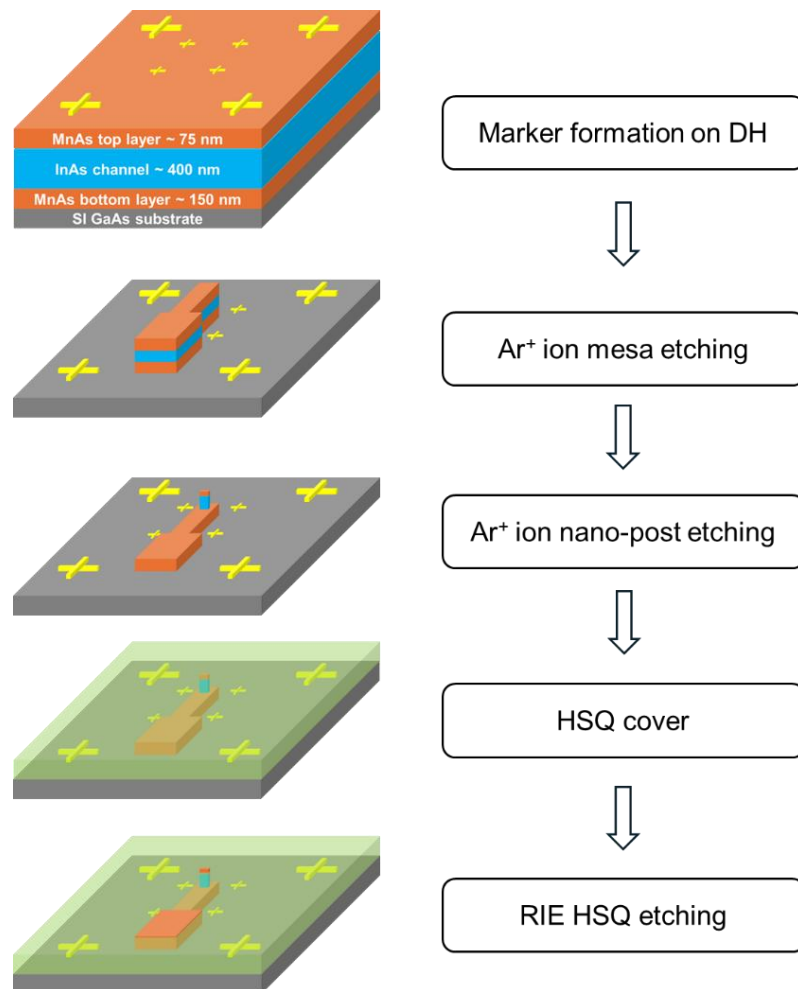 MnAs top layer ~ 75 nm
InAs channel ~ 400 nm
MnAs bottom layer ~ 150 nm
SI GaAs substrate
Marker formation on DH
Ar⁺ ion mesa etching
Ar⁺ ion nano-post etching
HSQ cover
RIE HSQ etching